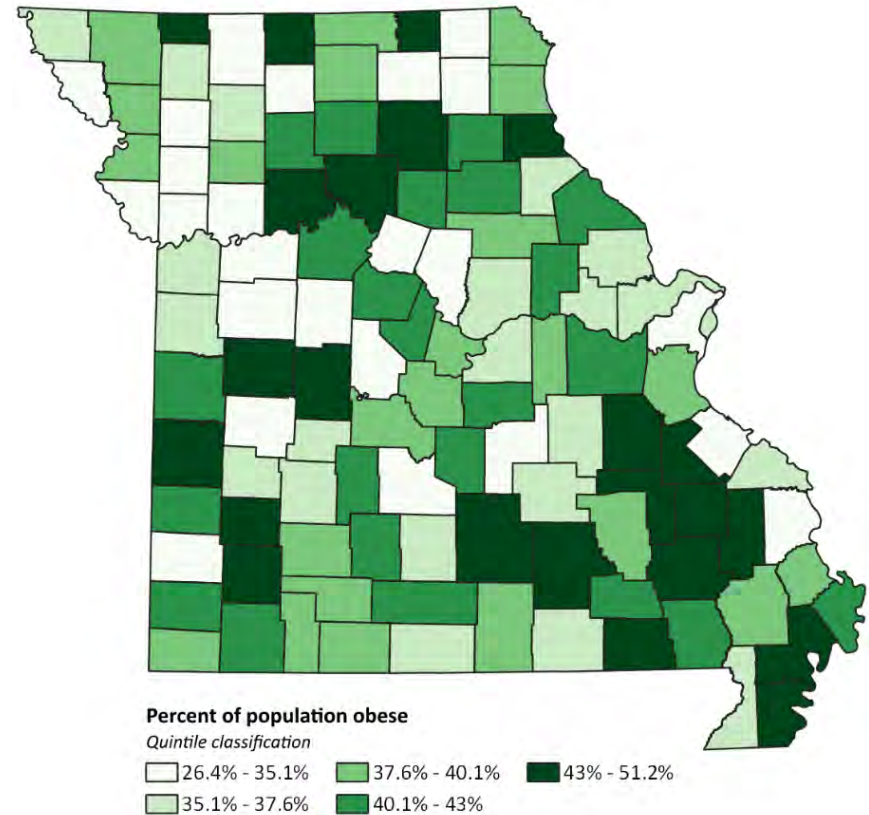 Percent of population obese
Quintile classification
26.4% - 35.1% 37.6% - 40.1% 43% - 51.2%
35.1% - 37.6% 40.1% - 43%